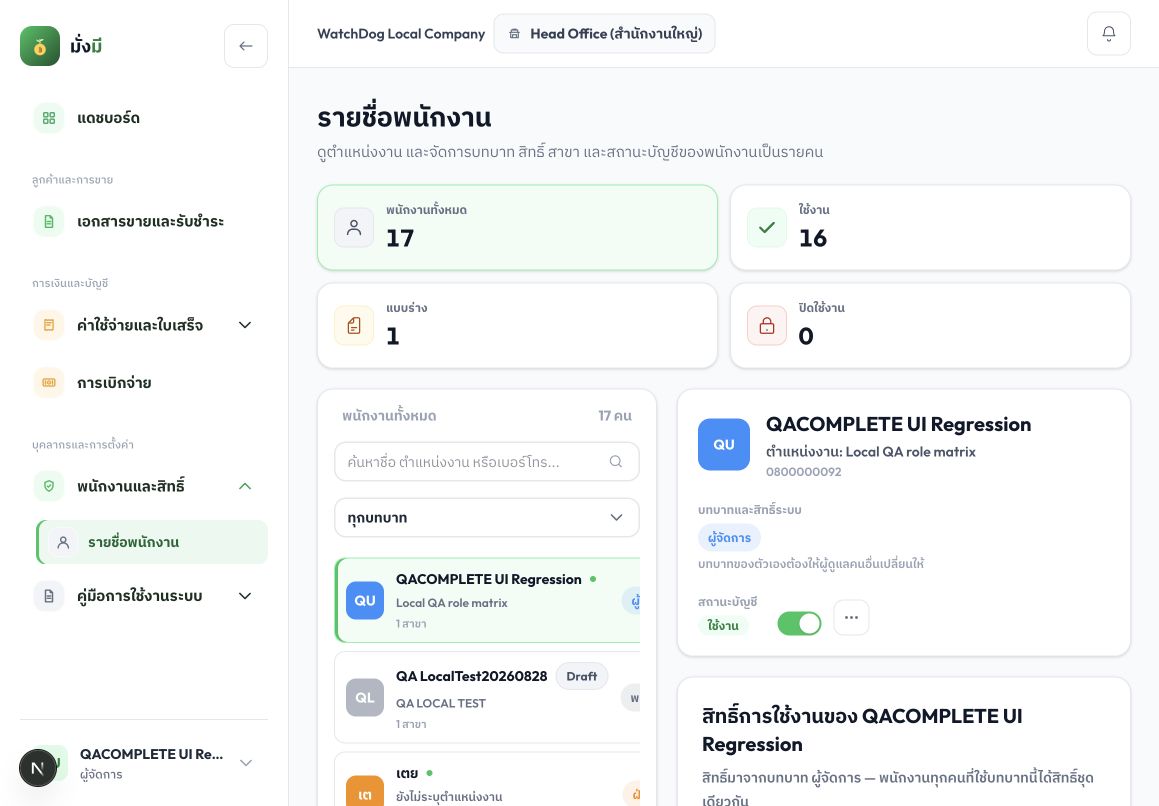 มั่งมี
WatchDog Local Company
Head Office (สำนักงานใหญ่)
แดชบอร์ด
ลูกค้าและการขาย
เอกสารขายและรับชำระ
การเงินและบัญชี
ค่าใช้จ่ายและใบเสร็จ
การเบิกจ่าย
บุคลากรและการตั้งค่า
พนักงานและสิทธิ์
รายชื่อพนักงาน
คู่มือการใช้งานระบบ
N
QACOMPLETE UI Re...
ผู้จัดการ
รายชื่อพนักงาน
ดูตำแหน่งงาน และจัดการบทบาท สิทธิ์ สาขา และสถานะบัญชีของพนักงานเป็นรายคน
พนักงานทั้งหมด
17
ใช้งาน
16
แบบร่าง
1
ปิดใช้งาน
0
พนักงานทั้งหมด
17 คน
ค้นหาชื่อ ตำแหน่งงาน หรือเบอร์โทร...
ทุกบทบาท
QU
QACOMPLETE UI Regression
Local QA role matrix
1 สาขา
QL
QA LocalTest20260828
Draft
QA LOCAL TEST
1 สาขา
เต
เตย
ยังไม่ระบุตำแหน่งงาน
QU
QACOMPLETE UI Regression
ตำแหน่งงาน: Local QA role matrix
0800000092
บทบาทและสิทธิ์ระบบ
ผู้จัดการ
บทบาทของตัวเองต้องให้ผู้ดูแลคนอื่นเปลี่ยนให้
สถานะบัญชี
ใช้งาน
สิทธิ์การใช้งานของ QACOMPLETE UI
Regression
สิทธิ์มาจากบทบาท ผู้จัดการ — พนักงานทุกคนที่ใช้บทบาทนี้ได้สิทธิ์ชุด
เดียวกัน